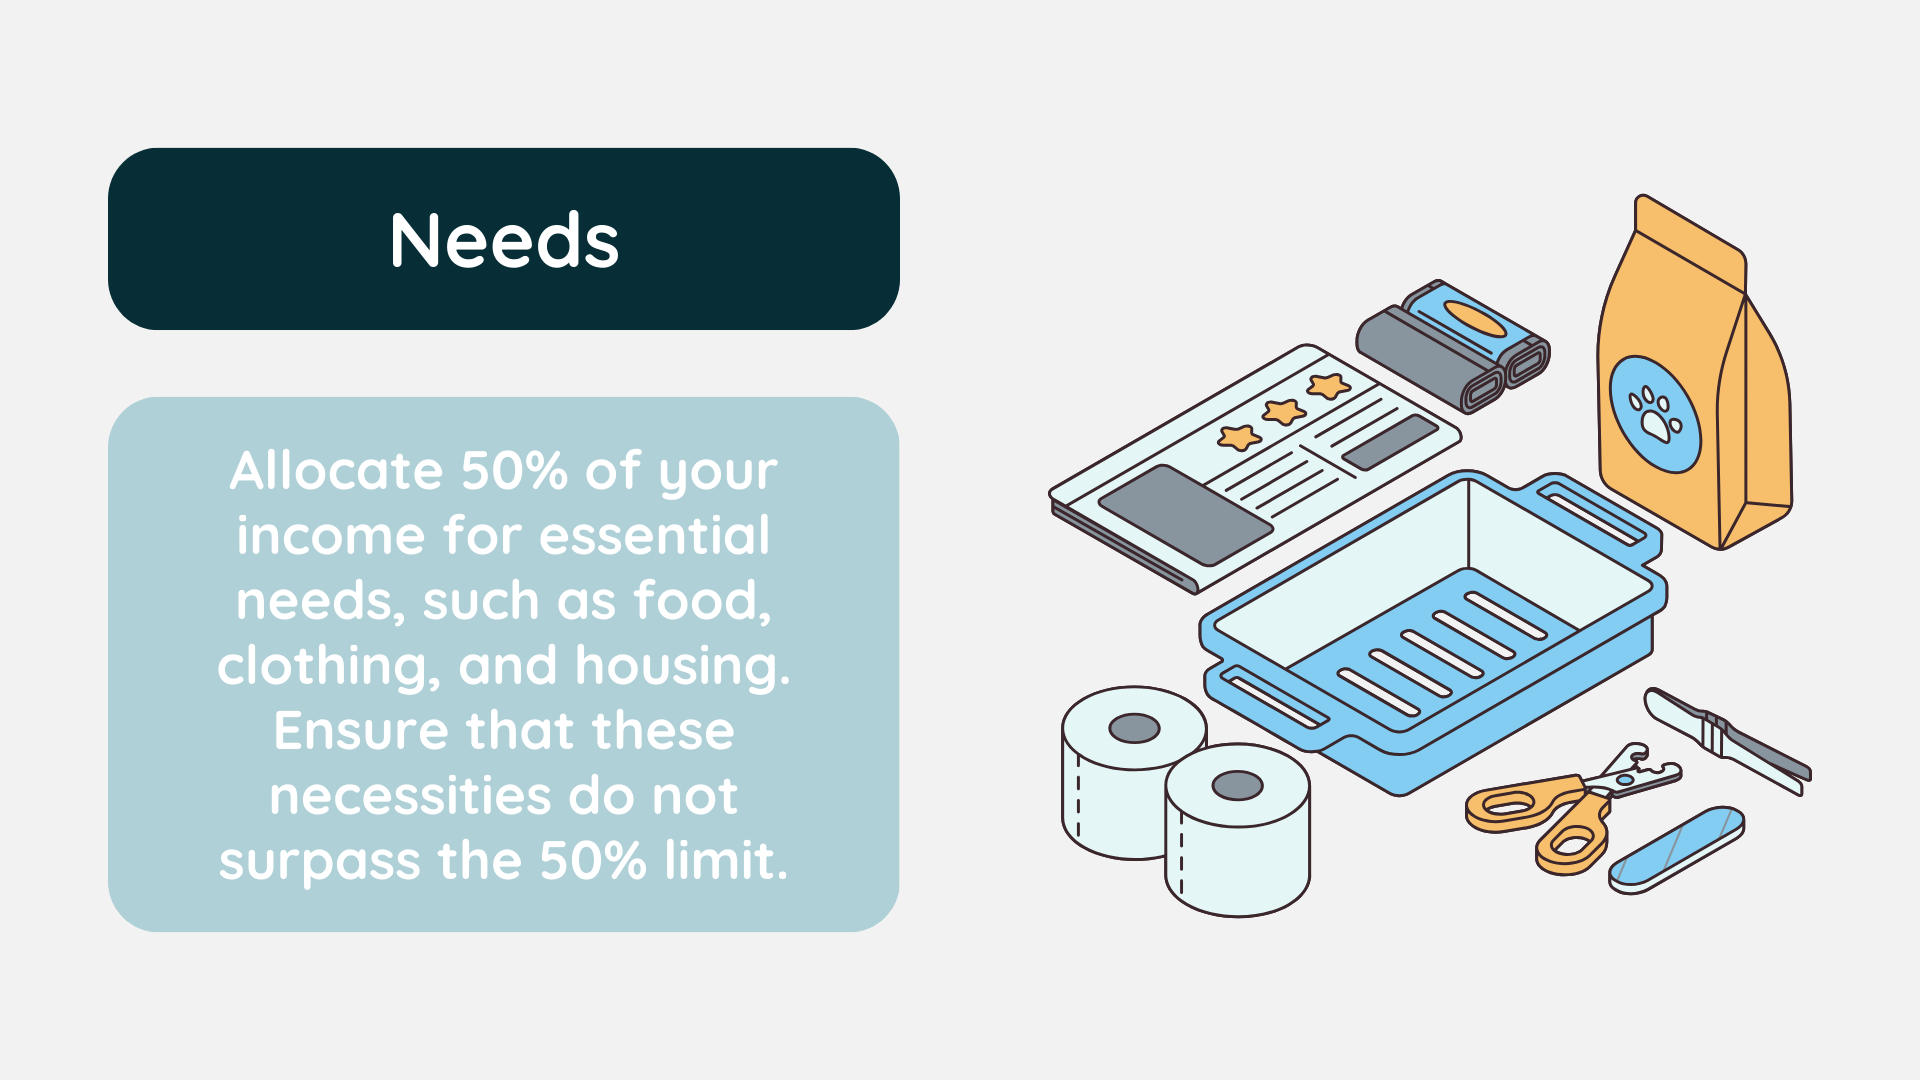 Needs
Allocate 50% of your
income for essential
needs, such as food,
clothing, and housing.
Ensure that these
necessities do not
surpass the 50% limit.